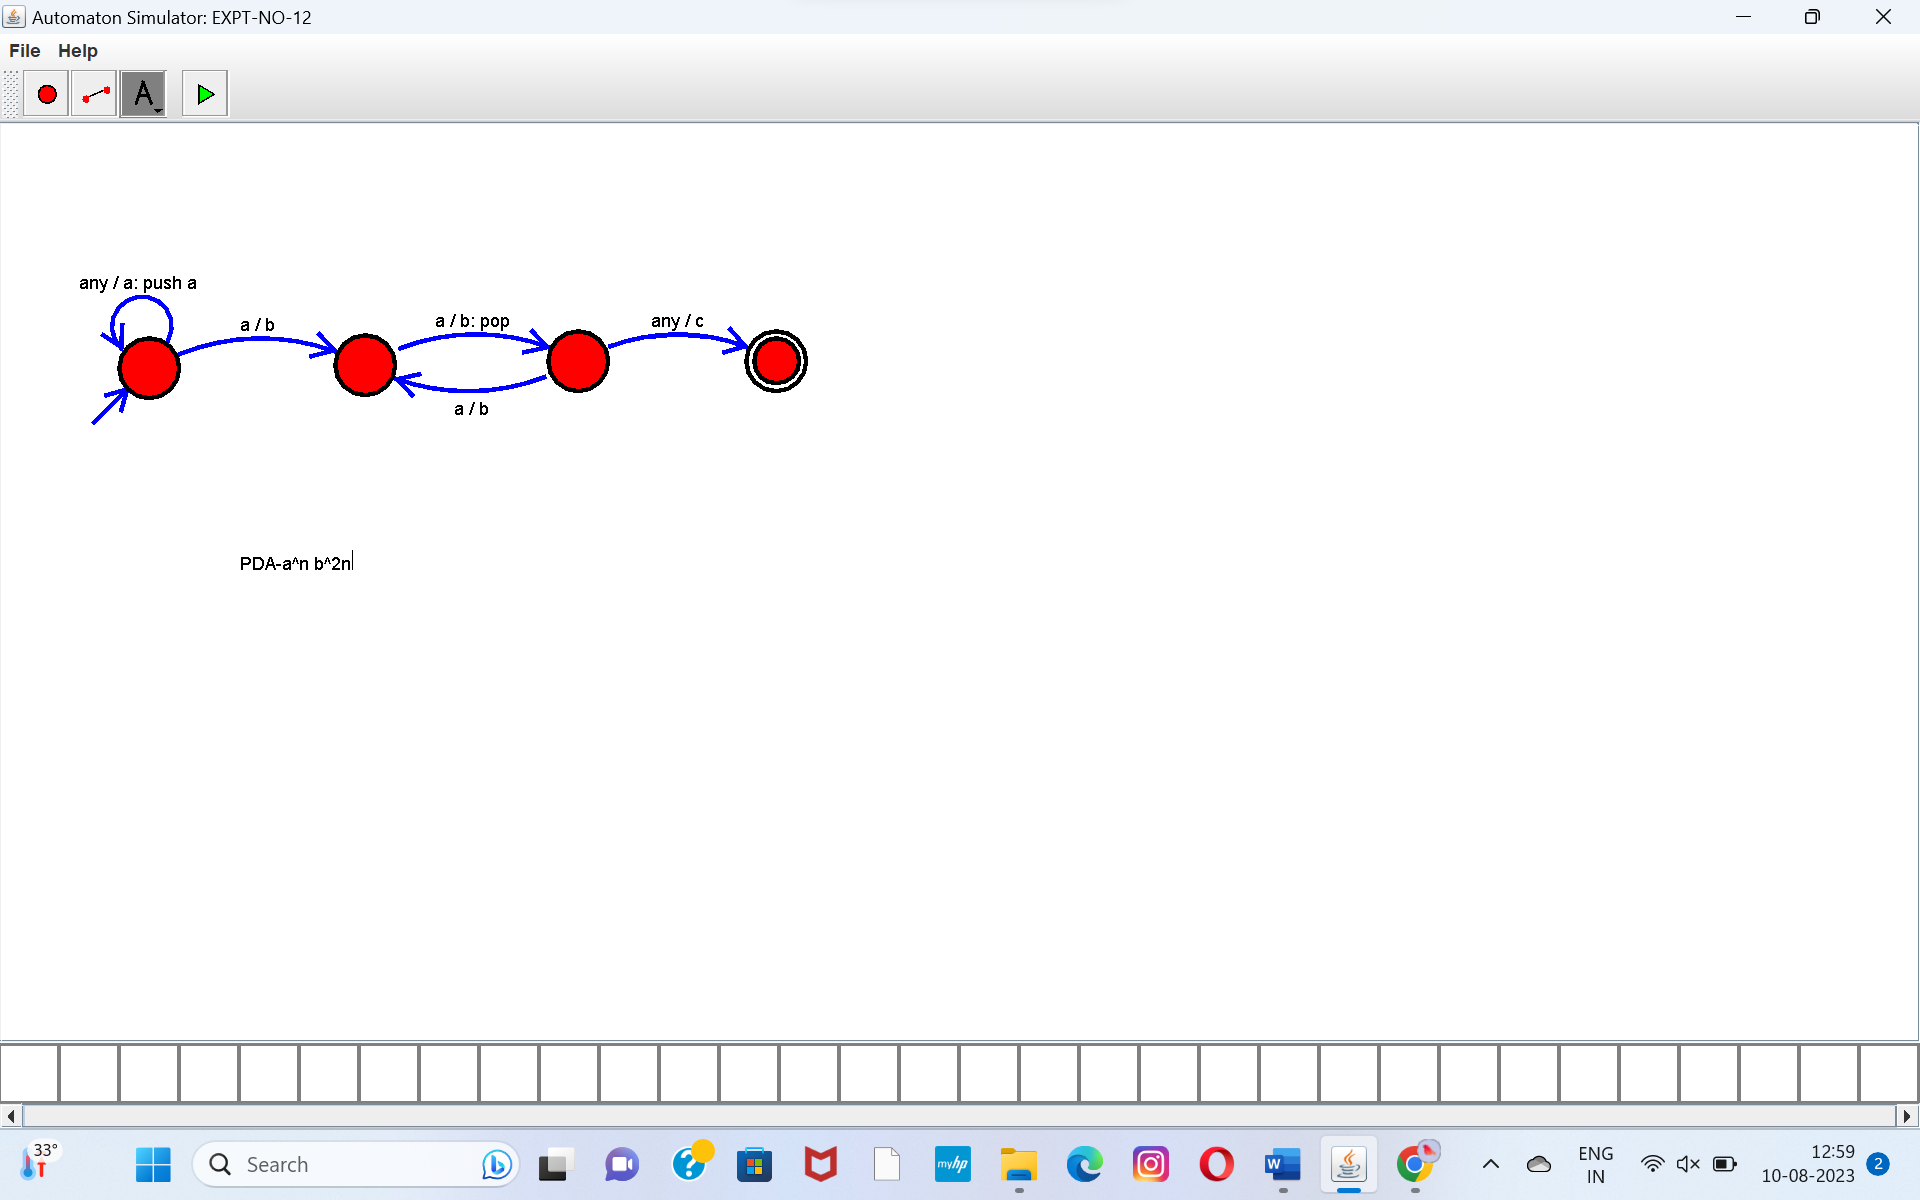 Automaton Simulator: EXPT-NO-12
File Help
A
any / a: push a
a / b
a / b: pop
any / c
a / b
PDA-a^n b^2n
33°
Search
myhp
W
ENG
IN
12:59
10-08-2023
2